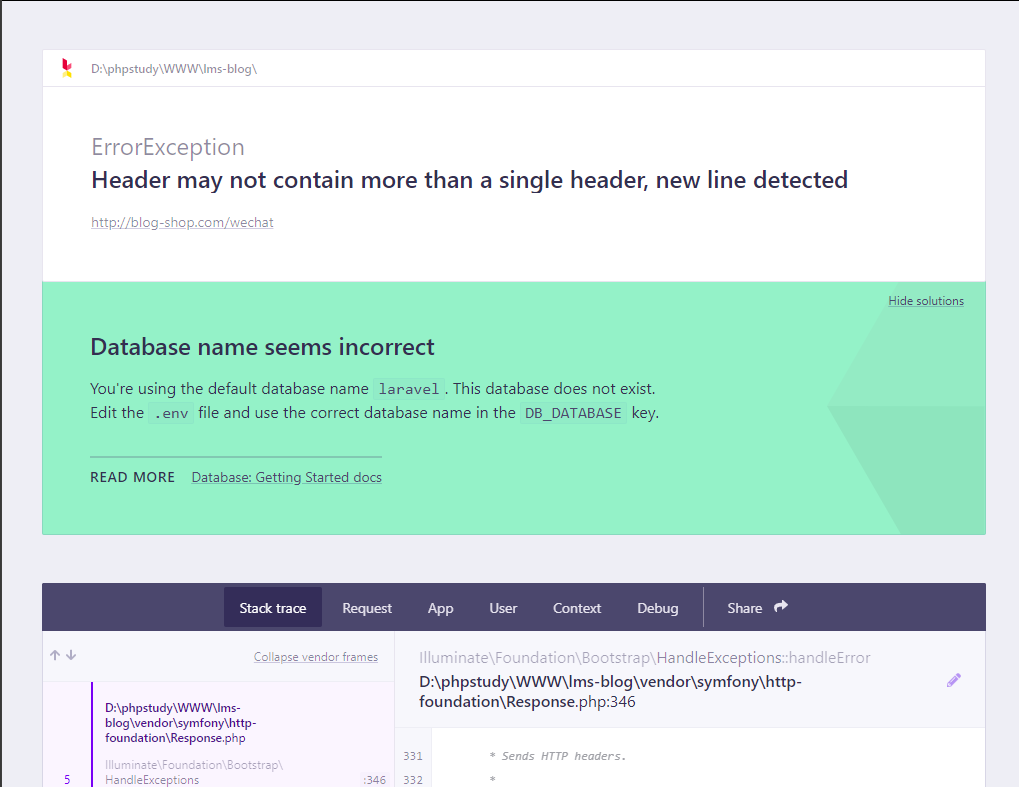 D:\phpstudy\WWW\lms-blog\
ErrorException
Header may not contain more than a single header, new line detected
http://blog-shop.com/wechat
Hide solutions
Database name seems incorrect
You're using the default database name laravel. This database does not exist.
Edit the .env file and use the correct database name in the DB_DATABASE key.
READ MORE Database: Getting Started docs
Stack trace Request App User Context Debug Share
Collapse vendor frames
D:\phpstudy\WWW\lms-
blog\vendor\symfony\http-
foundation\Response.php
Illuminate\Foundation\Bootstrap\
5 HandleExceptions :346
Illuminate\Foundation\Bootstrap\HandleExceptions::handleError
D:\phpstudy\WWW\lms-blog\vendor\symfony\http-
foundation\Response.php:346
331 * Sends HTTP headers.
332 *